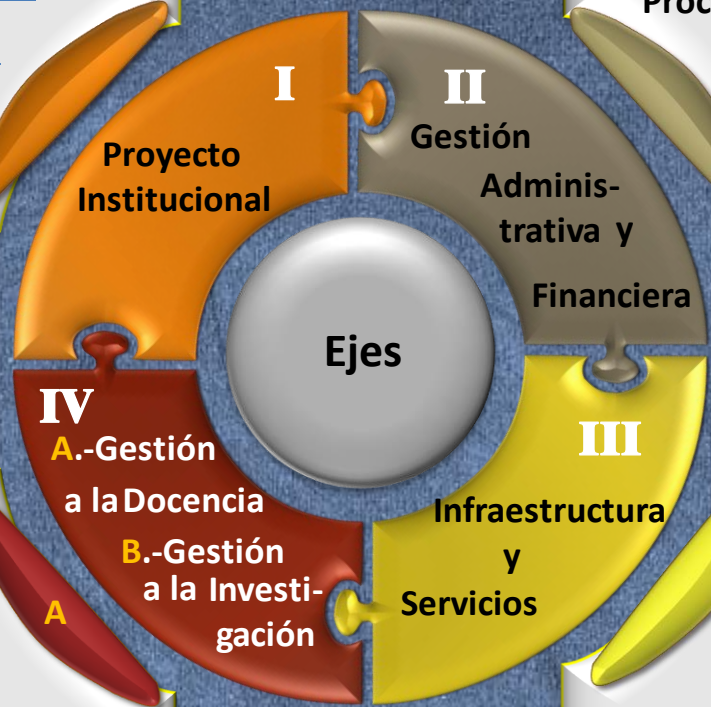 I
Proyecto
Institucional
II
Gestión
Adminis-
trativa y
Financiera
Ejes
IV
A.-Gestión
a la Docencia
B.-Gestión
a la Investi-
gación
III
Infraestructura
y
Servicios
A